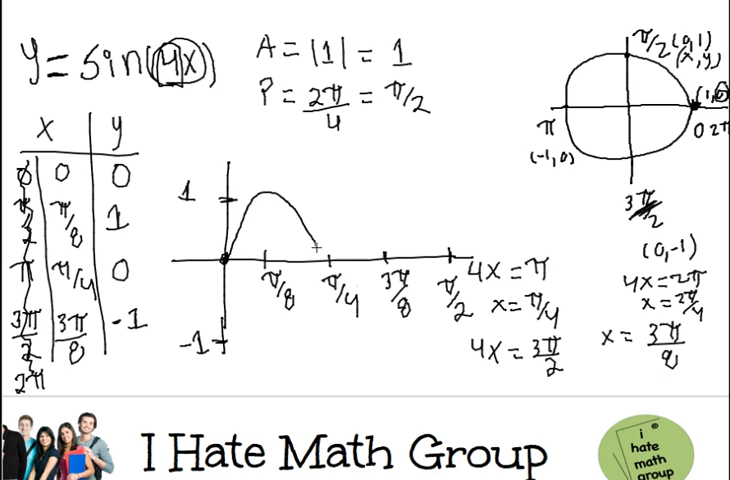 y = sin(4x)
A = |1| = 1
P = 2π/4 = π/2
π/2 (0,1)
(x,y)
(1,0)
π
0 2π
(-1,0)
3π/2
(0,-1)
x | y
0 0 0
π/2 π/8 1
π π/4 0
3π/2 3π/8 -1
2π
1
-1
π/8 π/4 3π/8 π/2
4x = π
x = π/4
4x = 3π/2
4x = 2π
x = 2π/4
x = 3π/8
I Hate Math Group
i
hate
math
group